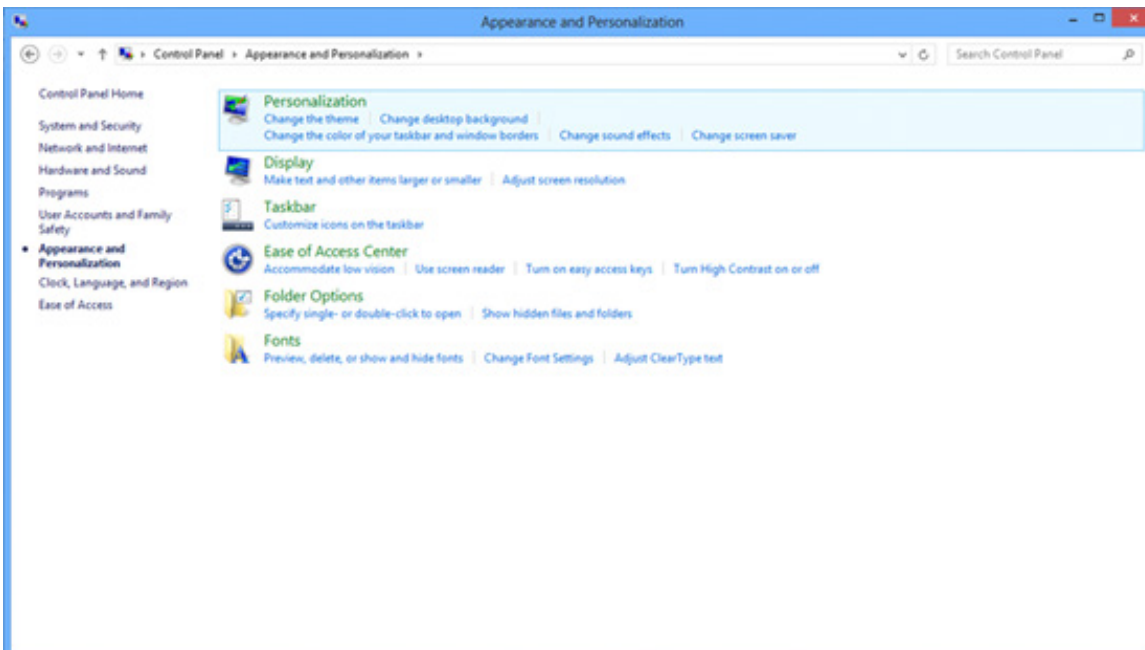 Appearance and Personalization
Control Panel Appearance and Personalization
Search Control Panel
Control Panel Home
System and Security
Network and Internet
Hardware and Sound
Programs
User Accounts and Family
Safety
Appearance and
Personalization
Clock, Language, and Region
Ease of Access
Personalization
Change the theme Change desktop background
Change the color of your taskbar and window borders Change sound effects Change screen saver
Display
Make text and other items larger or smaller Adjust screen resolution
Taskbar
Customize icons on the taskbar
Ease of Access Center
Accommodate low vision Use screen reader Turn on easy access keys Turn High Contrast on or off
Folder Options
Specify single- or double-click to open Show hidden files and folders
Fonts
Preview, delete, or show and hide fonts Change Font Settings Adjust ClearType text